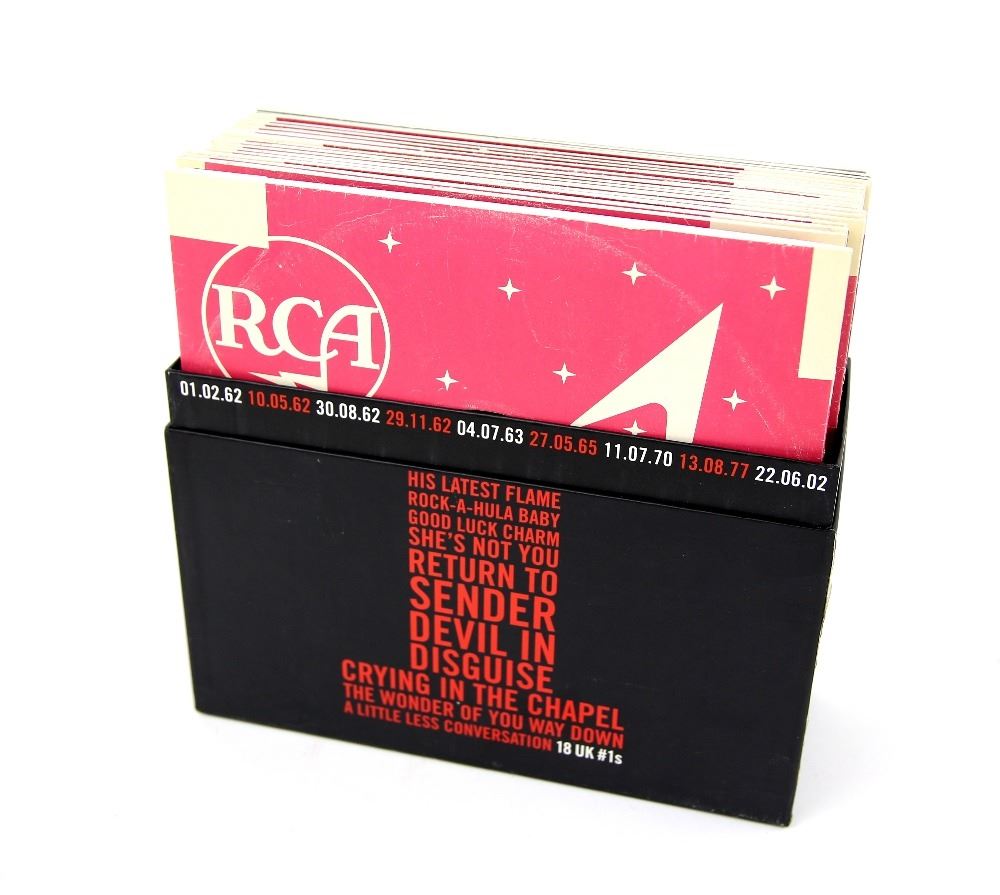 RCA
01.02.62 10.05.62 30.08.62 29.11.62 04.07.63 27.05.65 11.07.70 13.08.77 22.06.02
HIS LATEST FLAME
ROCK-A-HULA BABY
GOOD LUCK CHARM
SHE'S NOT YOU
RETURN TO
SENDER
DEVIL IN
DISGUISE
CRYING IN THE CHAPEL
THE WONDER OF YOU WAY DOWN
A LITTLE LESS CONVERSATION 18 UK #1s